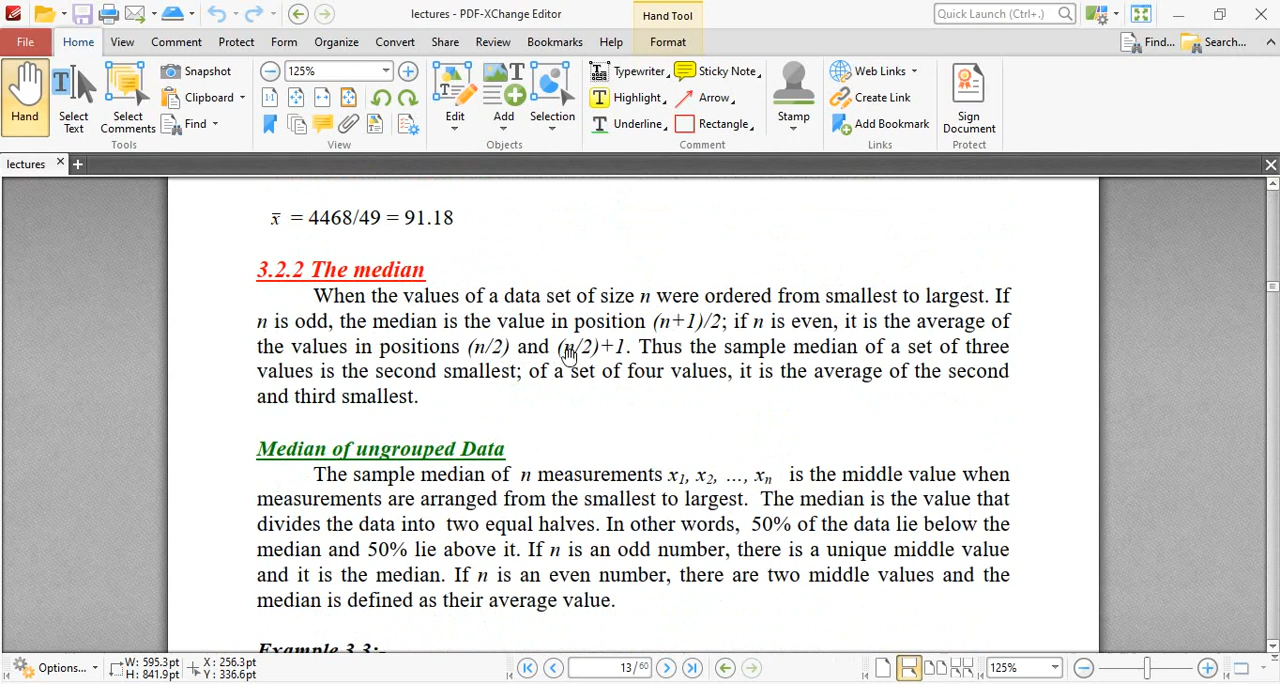 lectures - PDF-XChange Editor
Hand Tool
Quick Launch (Ctrl+.)
File
Home
View
Comment
Protect
Form
Organize
Convert
Share
Review
Bookmarks
Help
Format
Find...
Search...
Hand
Select Text
Select Comments
Snapshot
Clipboard
Find
Tools
125%
View
Edit
Add
Selection
Objects
Typewriter
Highlight
Underline
Sticky Note
Arrow
Rectangle
Stamp
Comment
Web Links
Create Link
Add Bookmark
Links
Sign Document
Protect
lectures
x̄ = 4468/49 = 91.18
3.2.2 The median
When the values of a data set of size n were ordered from smallest to largest. If
n is odd, the median is the value in position (n+1)/2; if n is even, it is the average of
the values in positions (n/2) and (n/2)+1. Thus the sample median of a set of three
values is the second smallest; of a set of four values, it is the average of the second
and third smallest.
Median of ungrouped Data
The sample median of n measurements x1, x2, ..., xn is the middle value when
measurements are arranged from the smallest to largest. The median is the value that
divides the data into two equal halves. In other words, 50% of the data lie below the
median and 50% lie above it. If n is an odd number, there is a unique middle value
and it is the median. If n is an even number, there are two middle values and the
median is defined as their average value.
Example 3.3:-
Options...
W: 595.3pt
H: 841.9pt
X: 256.3pt
Y: 336.6pt
13/60
125%